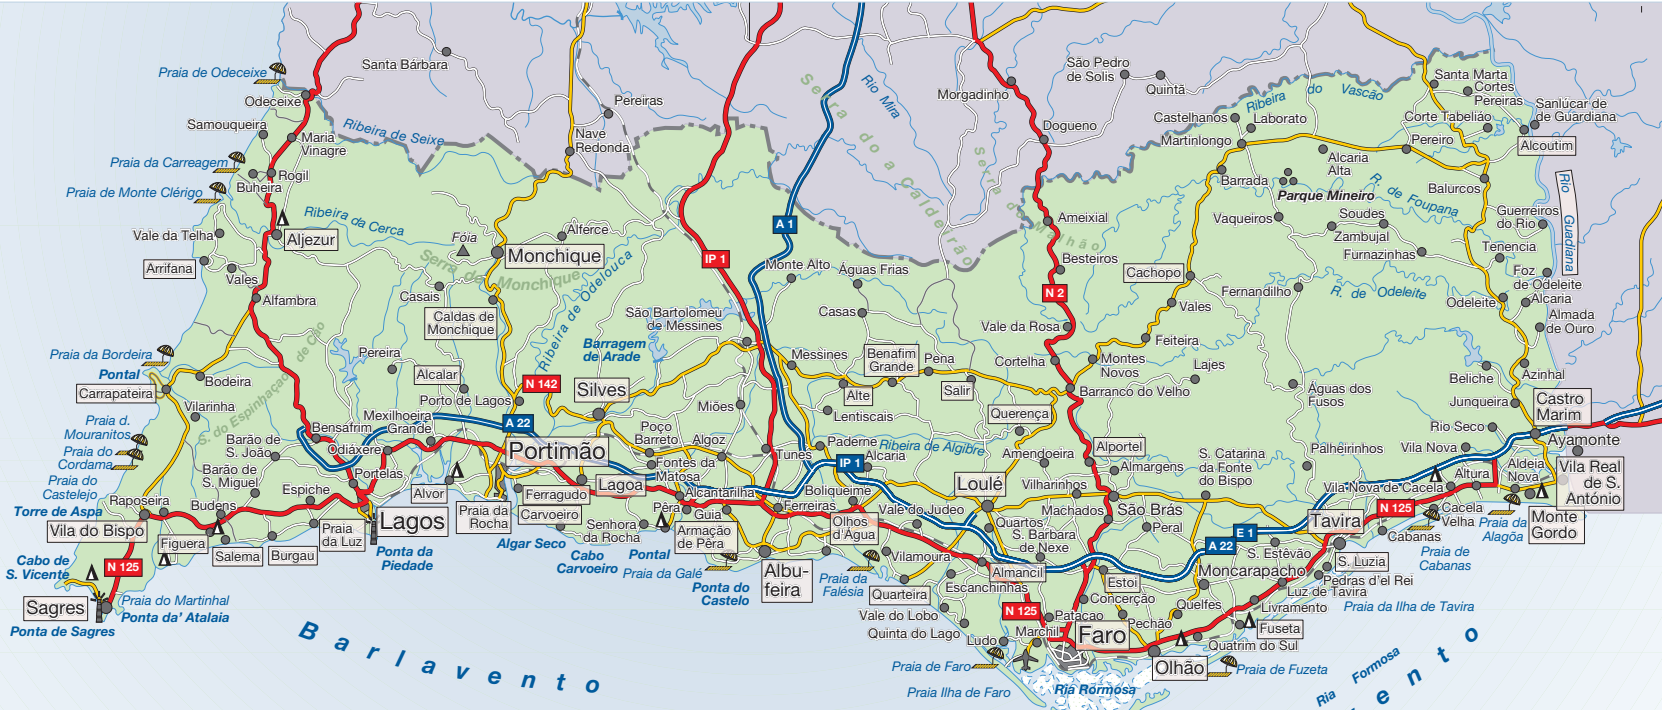 Praia de Odeceixe
Odeceixe
Santa Bárbara
Samouqueira
Maria
Vinagre
Ribeira de Seixe
Praia da Carreagem
Rogil
Buheira
Praia de Monte Clérigo
Vale da Telha
Aljezur
Ribeira da Cerca
Arrifana
Vales
Alfambra
Pereiras
Nave
Redonda
Fóia
Monchique
Alferce
Serra de Monchique
Casais
Caldas de
Monchique
Ribeira de Odelouca
São Bartolomeu
de Messines
Barragem
de Arade
Praia da Bordeira
Pontal
Carrapateira
Bodeira
Vilarinha
S. do Espinhaço de Cão
Pereira
Alcalar
Porto de Lagos
N 142
Silves
Mexilhoeira
Grande
A 22
Bensafrim
Odiáxere
Portelas
Portimão
Praia d.
Mouranitos
Praia do
Cordama
Praia do
Castelejo
Torre de Aspa
Barão de
S. João
Barão de
S. Miguel
Raposeira
Budens
Espiche
Vila do Bispo
Figuera
Salema
Burgau
Praia
da Luz
Lagos
Ponta da
Piedade
Alvor
Praia da
Rocha
Cabo de
S. Vicente
N 125
Sagres
Praia do Martinhal
Ponta da' Atalaia
Ponta de Sagres
Barlavento
Ferragudo
Carvoeiro
Algar Seco
Cabo
Carvoeiro
Lagoa
Poço
Barreto
Fontes da
Matosa
Algoz
Miões
Alcantarilha
Pêra
Guia
Senhora
da Rocha
Armação
de Pêra
Pontal
Praia da Galé
Ponta do
Castelo
Albu-
feira
Tunes
Ferreiras
IP 1
A 1
Monte Alto
Águas Frias
Casas
Messines
Alte
Benafim
Grande
Pena
Salir
Lentiscais
Paderne
Alcaria
Ribeira de Algibre
IP 1
Boliqueime
Olhos
d'Água
Vale do Judeo
Vilamoura
Praia da
Falésia
Quarteira
Loulé
Quartos
S. Bárbara
de Nexe
Almancil
Escanchinhas
Vale do Lobo
Quinta do Lago
Ludo
N 125
Marchil
Patacao
Faro
Praia de Faro
Praia Ilha de Faro
Ria Rormosa
Rio Mira
Serra do Caldeirão
Serra do Malhão
Morgadinho
São Pedro
de Solis
Quintã
Dogueno
Ameixial
Besteiros
N 2
Vale da Rosa
Cortelha
Montes
Novos
Barranco do Velho
Querença
Amendoeira
Alportel
Almargens
Vilharinhos
Machados
São Brás
Peral
Estoi
Concerção
Pechão
Quelfes
Olhão
Moncarapacho
S. Estêvão
A 22
E 1
S. Catarina
da Fonte
do Bispo
Feiteira
Lajes
Vales
Cachopo
Castelhanos
Laborato
Martinlongo
Ribeira do Vascão
Barrada
Parque Mineiro
Alcaria
Alta
Vaqueiros
Soudes
Zambujal
Furnazinhas
Fernandilho
R. de Odeleite
R. de Foupana
Águas dos
Fusos
Palheirinhos
Pereiro
Balurcos
Corte Tabelião
Santa Marta
Cortes
Pereiras
Sanlúcar de
de Guardiana
Alcoutim
Rio Guadiana
Guerreiros
do Rio
Tenencia
Foz
de Odeleite
Odeleite
Alcaria
Almada
de Ouro
Beliche
Azinhal
Junqueira
Castro
Marim
Rio Seco
Vila Nova
Ayamonte
Vila Real
de S.
António
Altura
Aldeia
Nova
Vila Nova de Cacela
N 125
Cacela
Velha
Cabanas
Praia de
Cabanas
Praia da
Alagôa
Monte
Gordo
Tavira
S. Luzia
Pedras d'el Rei
Luz de Tavira
Livramento
Praia da Ilha de Tavira
Fuseta
Quatrim do Sul
Praia de Fuzeta
Ria Formosa
ento